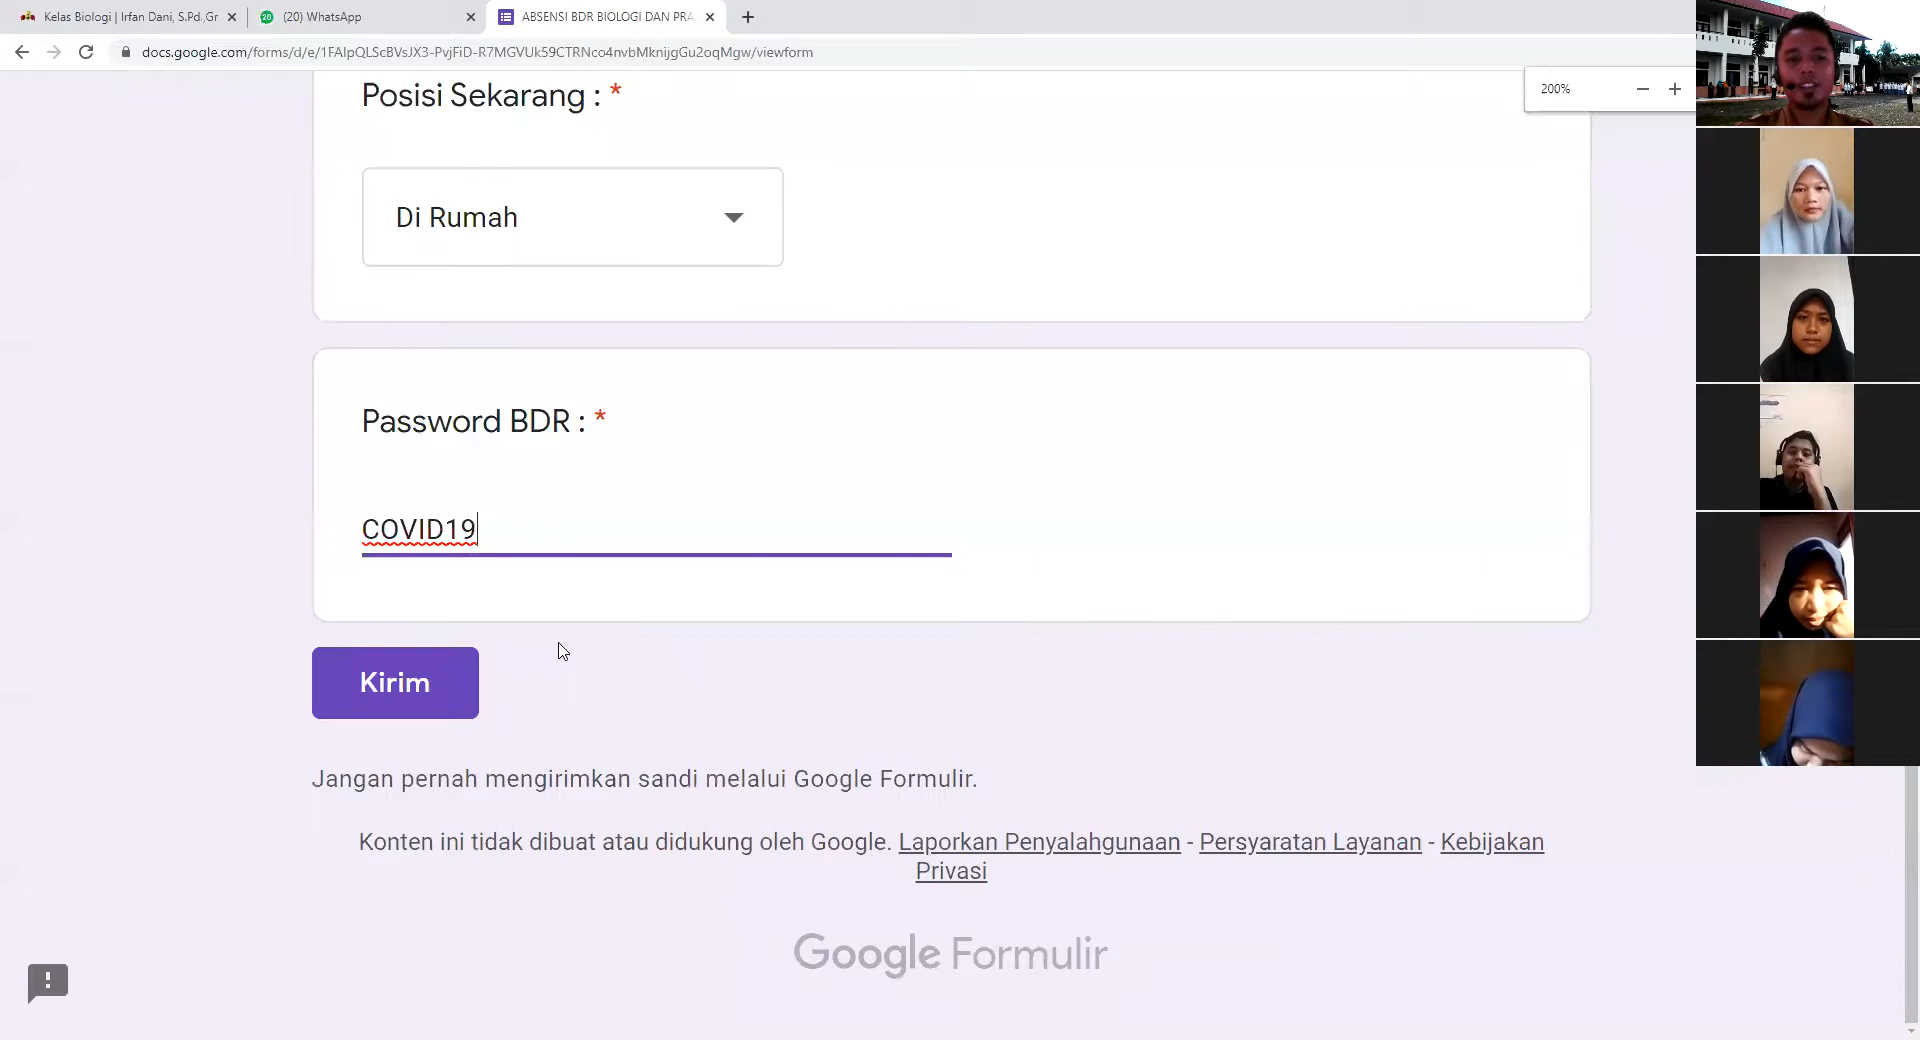 Kelas Biologi | Irfan Dani, S.Pd.,Gr
20
(20) WhatsApp
ABSENSI BDR BIOLOGI DAN PRA
docs.google.com/forms/d/e/1FAIpQLScBVsJX3-PvjFiD-R7MGVUk59CTRNco4nvbMknijgGu2oqMgw/viewform
200%
Posisi Sekarang : *
Di Rumah
Password BDR : *
COVID19
Kirim
Jangan pernah mengirimkan sandi melalui Google Formulir.
Konten ini tidak dibuat atau didukung oleh Google. Laporkan Penyalahgunaan - Persyaratan Layanan - Kebijakan
Privasi
Google Formulir